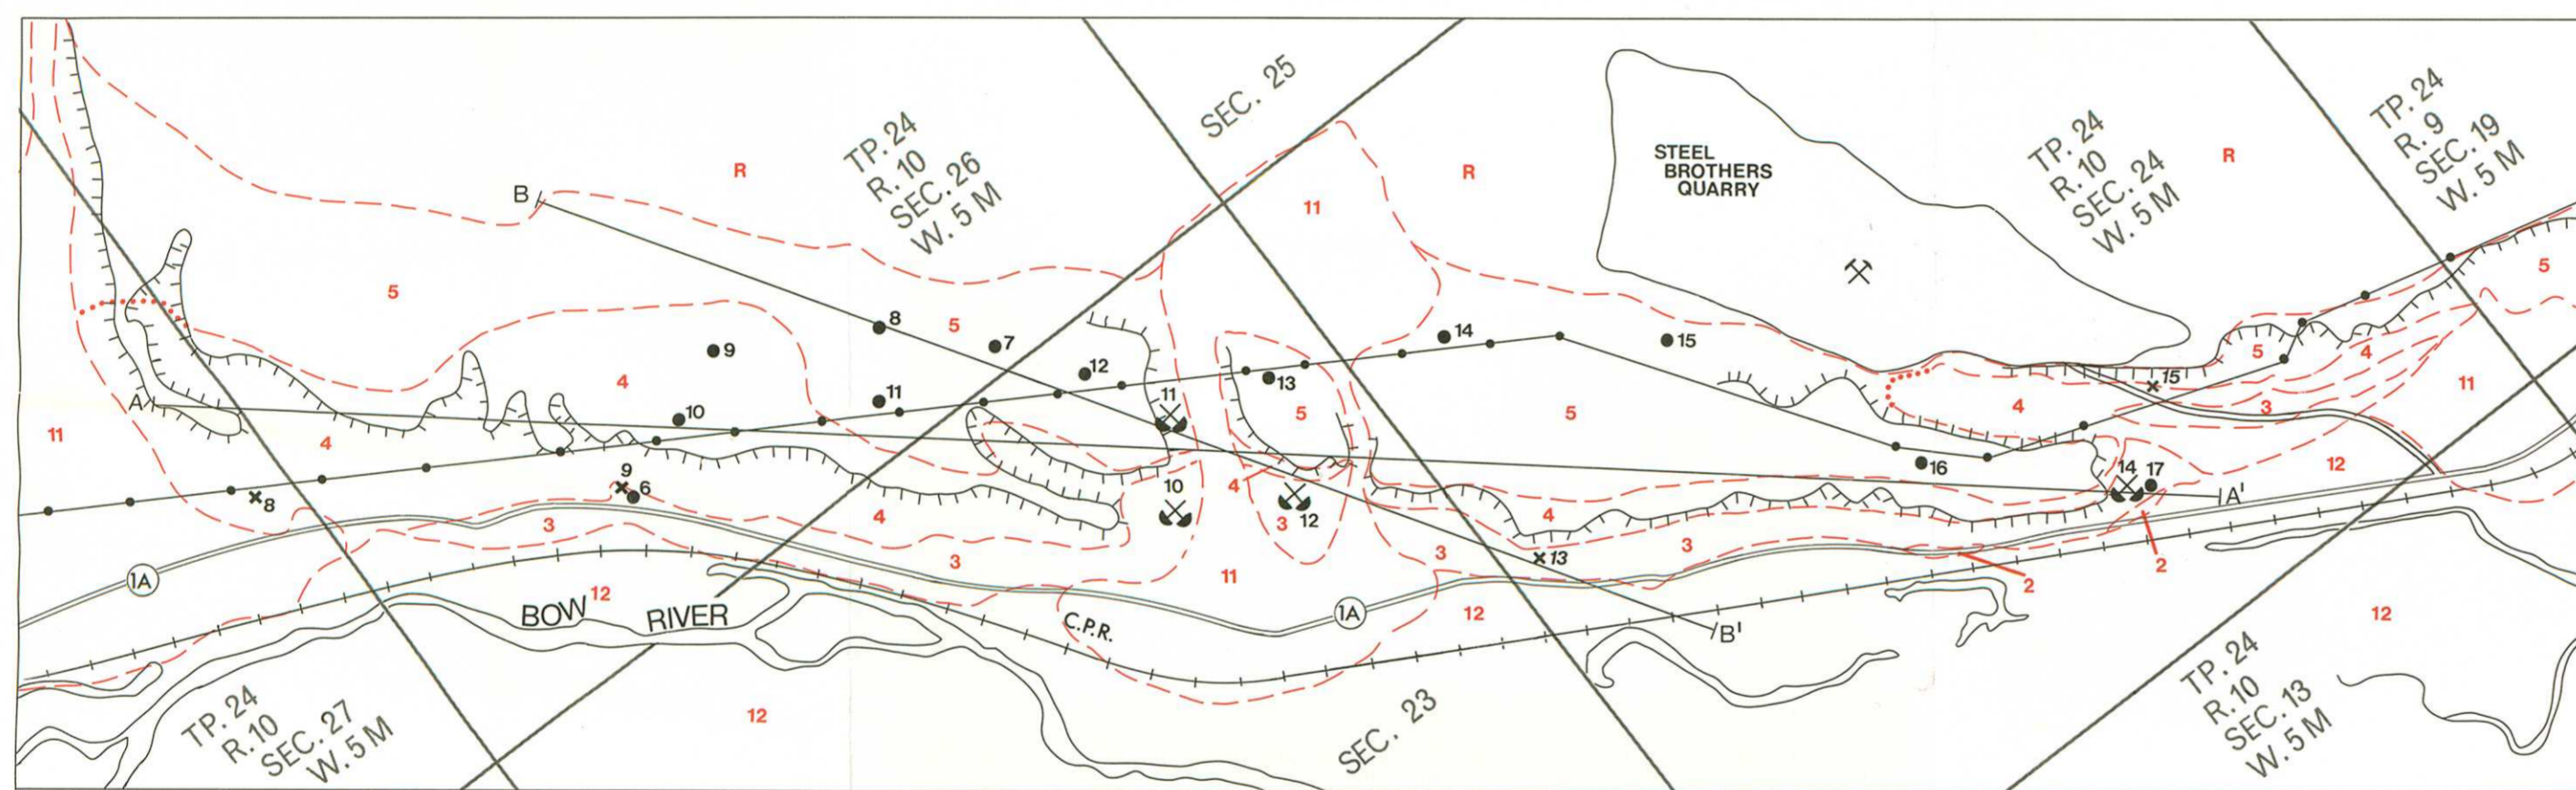 SEC. 25
TP. 24
R. 10
SEC. 26
W. 5 M
STEEL
BROTHERS
QUARRY
TP. 24
R. 10
SEC. 24
W. 5 M
TP. 24
R. 9
SEC. 19
W. 5 M
R
R
R
B
11
5
5
8
7
9
12
13
14
15
5
15
5
4
11
4
A
10
11
11
5
5
4
3
11
11
4
9
6
8
10
4
3
12
16
14
17
A'
12
3
4
4
3
13
3
3
2
2
1A
12
BOW
RIVER
11
C.P.R.
1A
12
B'
12
12
TP. 24
R. 10
SEC. 27
W. 5 M
SEC. 23
TP. 24
R. 10
SEC. 13
W. 5 M